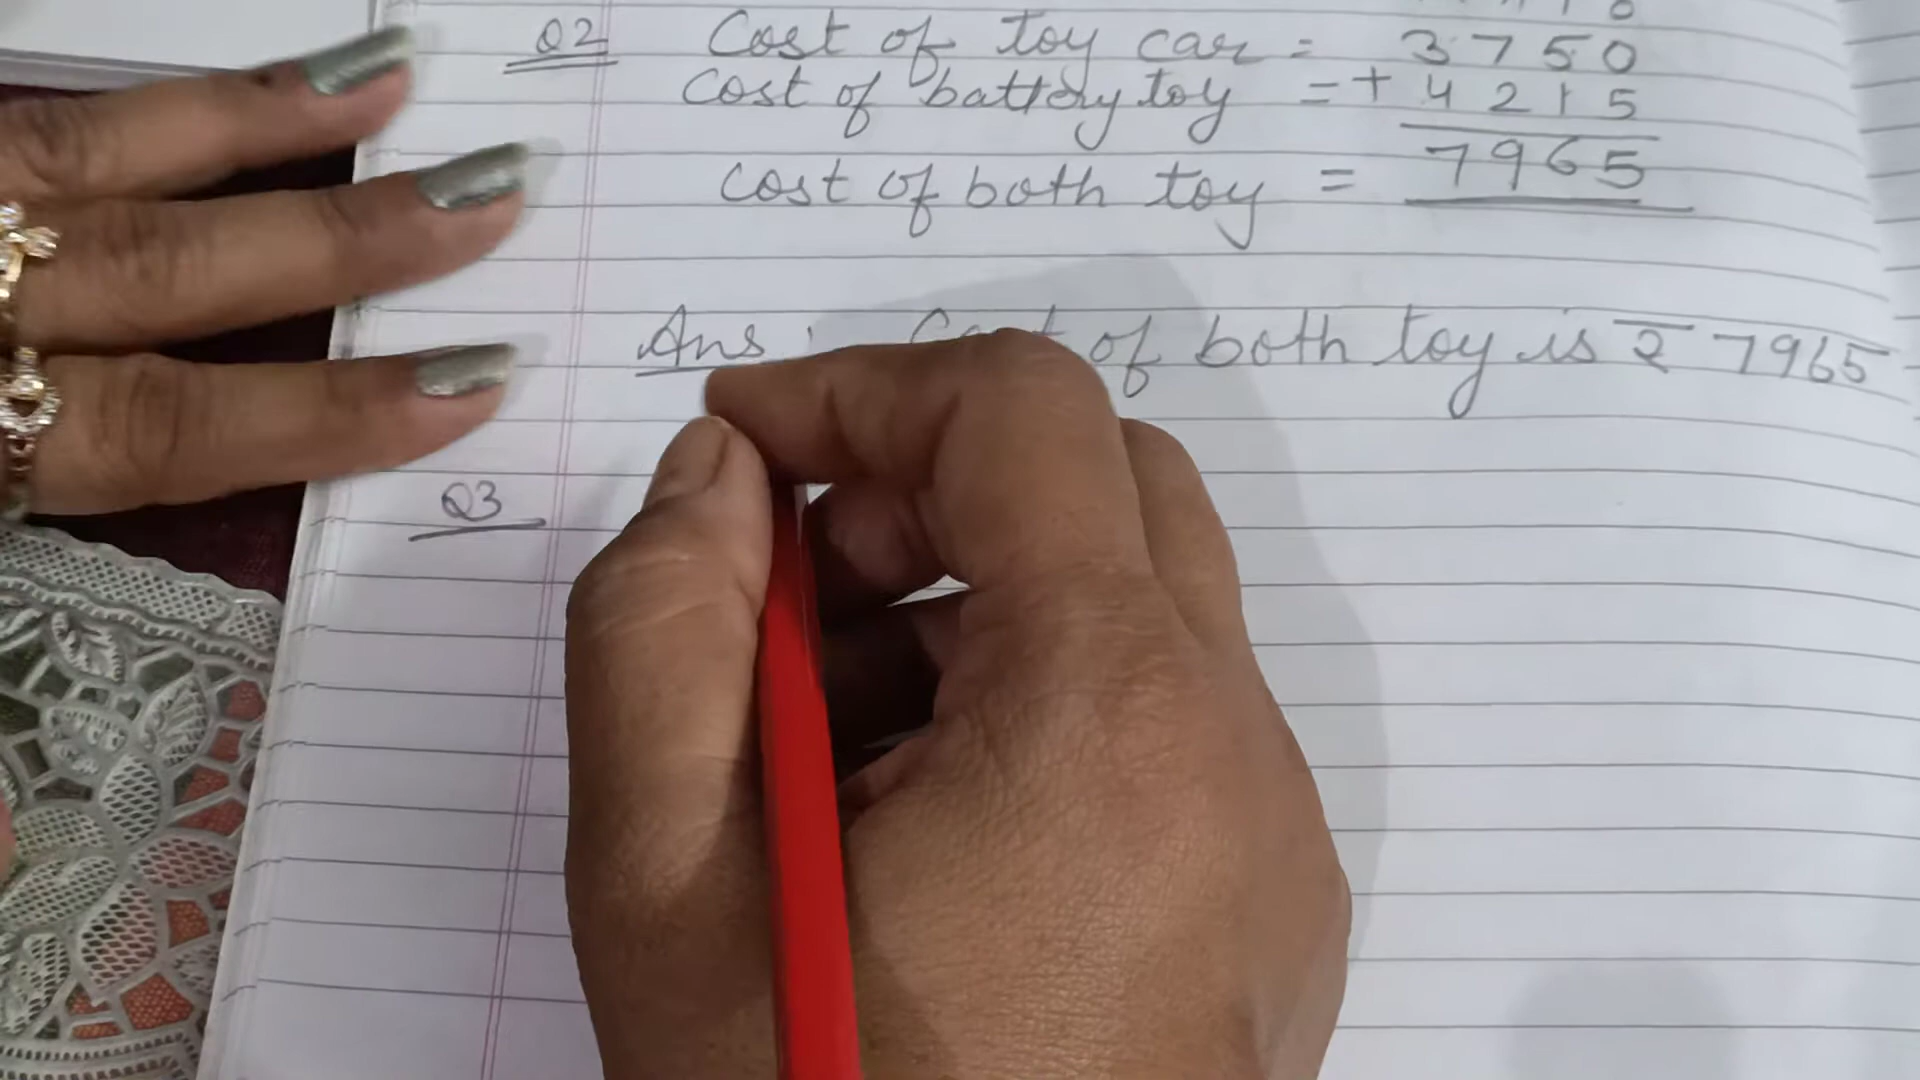 Q2 Cost of toy car = 3750
Cost of battery toy = + 4215
Cost of both toy = 7965
Ans: Cost of both toy is ₹ 7965
Q3